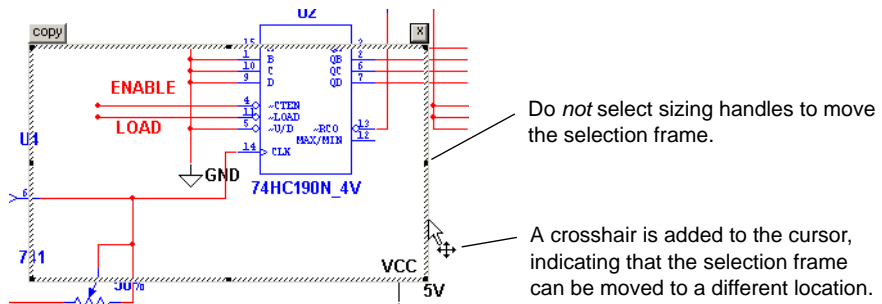 U2
copy
x
15
1 B QB 2
10 C QC 6
9 D QD 7
ENABLE
4 ~CTEN
11 ~LOAD
5 ~U/D ~RCO 13
MAX/MIN 12
LOAD
14 CLK
GND
74HC190N_4V
6
741
VCC
5V
50%
Do not select sizing handles to move
the selection frame.
A crosshair is added to the cursor,
indicating that the selection frame
can be moved to a different location.